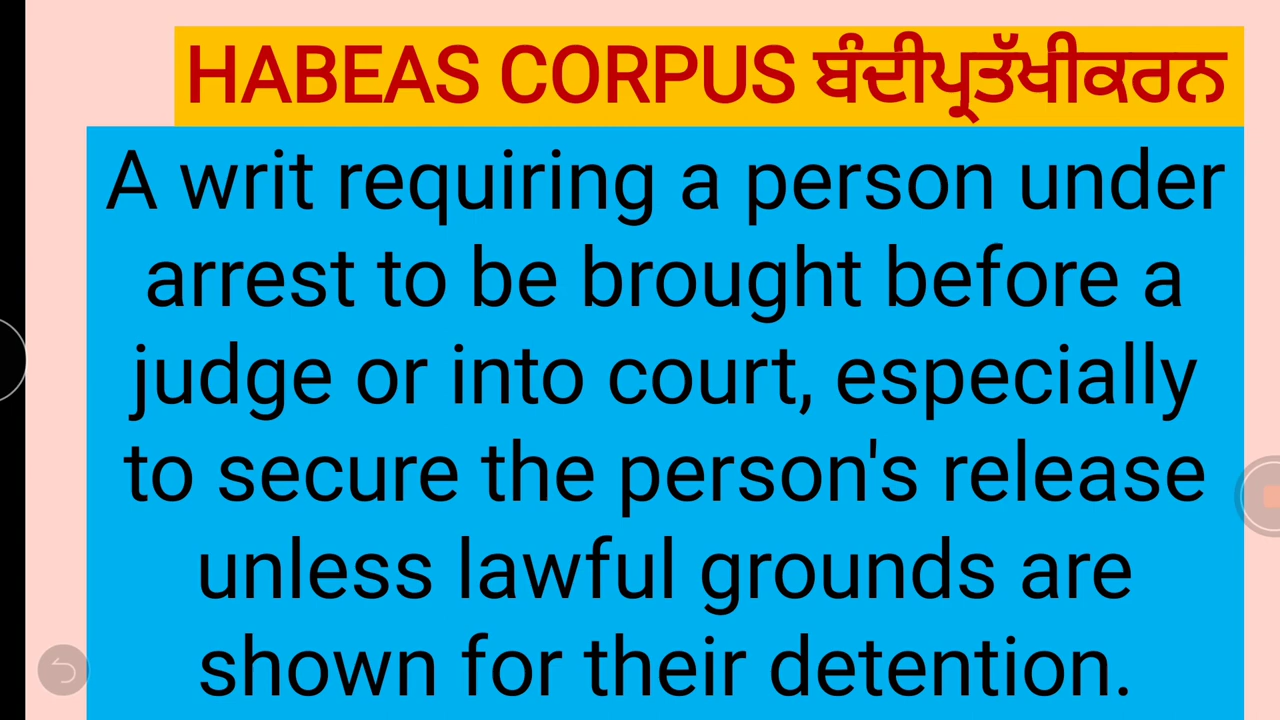 HABEAS CORPUS ਬੰਦੀਪ੍ਰਤੱਖੀਕਰਨ
A writ requiring a person under
arrest to be brought before a
judge or into court, especially
to secure the person's release
unless lawful grounds are
shown for their detention.